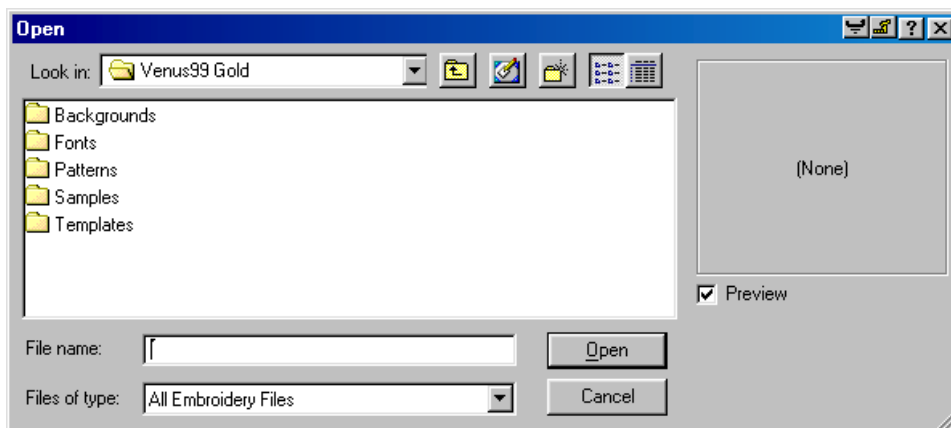 Open
Look in: Venus99 Gold
Backgrounds
Fonts
Patterns
Samples
Templates
(None)
Preview
File name:
Open
Files of type: All Embroidery Files
Cancel